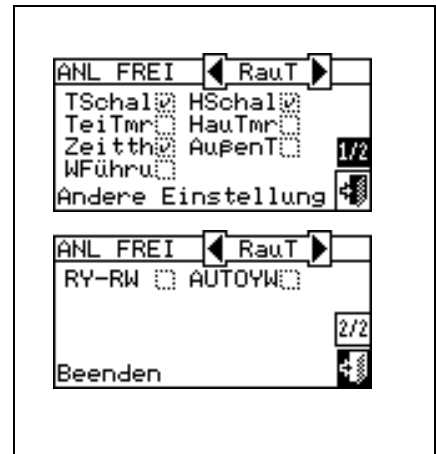 ANL FREI RauT
TSchal HSchal
TeiTmr HauTmr
Zeitth AußenT
WFühru
1/2
Andere Einstellung
ANL FREI RauT
RY-RW AUTOYW
2/2
Beenden